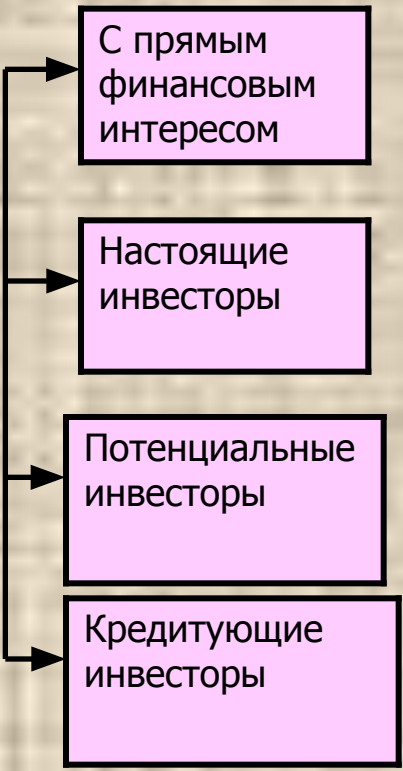 С прямым
финансовым
интересом
Настоящие
инвесторы
Потенциальные
инвесторы
Кредитующие
инвесторы